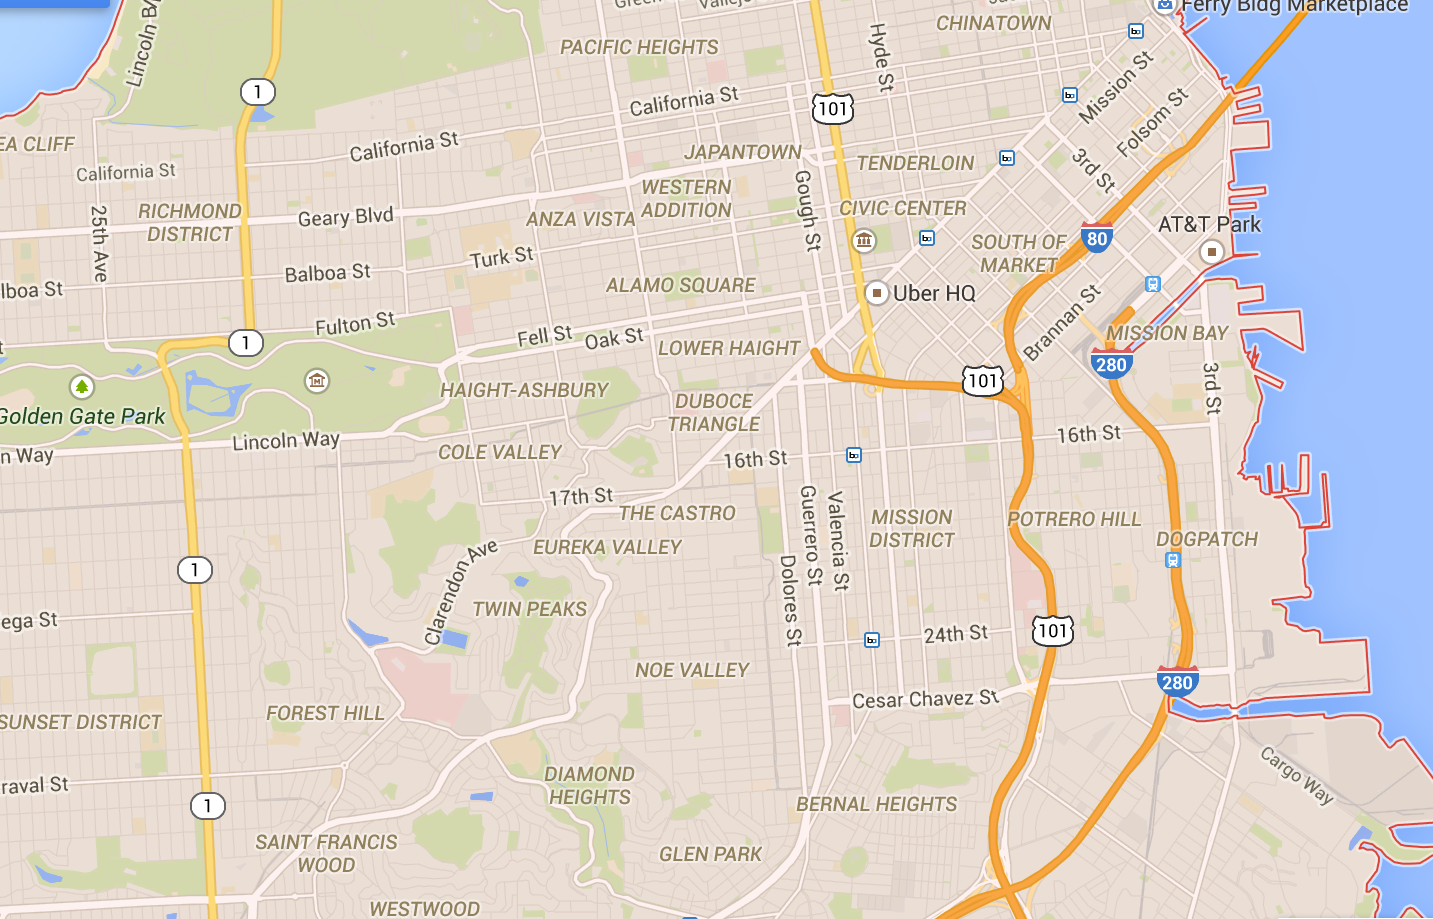 Green
Vallejo
Ferry Bldg Marketplace
Lincoln Bl
Hyde St
CHINATOWN
PACIFIC HEIGHTS
1
101
California St
Mission St
Folsom St
EA CLIFF
California St
California St
JAPANTOWN
TENDERLOIN
3rd St
25th Ave
RICHMOND
DISTRICT
Geary Blvd
WESTERN
ADDITION
ANZA VISTA
Gough St
CIVIC CENTER
80
AT&T Park
SOUTH OF
MARKET
Turk St
Balboa St
lboa St
ALAMO SQUARE
Uber HQ
Brannan St
Fulton St
Fell St
Oak St
MISSION BAY
1
LOWER HAIGHT
280
101
3rd St
HAIGHT-ASHBURY
Golden Gate Park
DUBOCE
TRIANGLE
Lincoln Way
n Way
COLE VALLEY
16th St
16th St
17th St
THE CASTRO
Guerrero St
Valencia St
MISSION
DISTRICT
POTRERO HILL
DOGPATCH
EUREKA VALLEY
Clarendon Ave
1
Dolores St
TWIN PEAKS
ega St
24th St
101
NOE VALLEY
280
Cesar Chavez St
SUNSET DISTRICT
FOREST HILL
raval St
DIAMOND
HEIGHTS
Cargo Way
1
BERNAL HEIGHTS
SAINT FRANCIS
WOOD
GLEN PARK
WESTWOOD